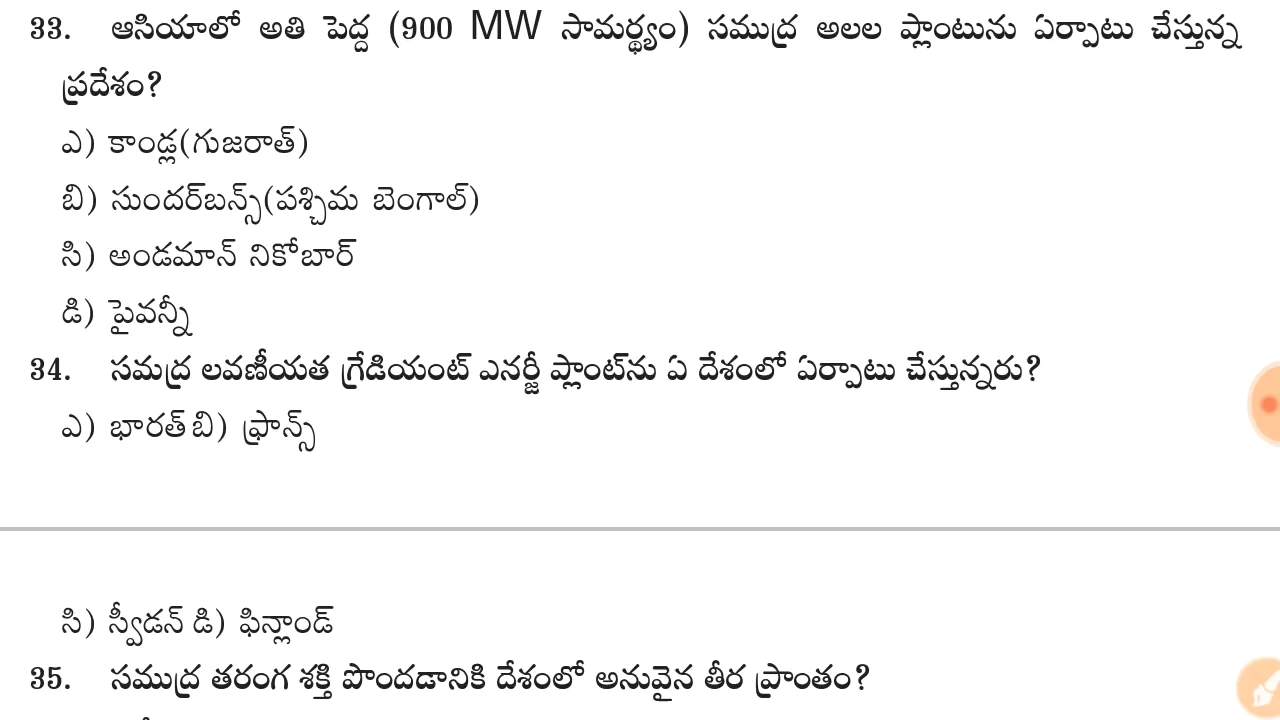 33. ఆసియాలో అతి పెద్ద (900 MW సామర్థ్యం) సముద్ర అలల ప్లాంటును ఏర్పాటు చేస్తున్న
ప్రదేశం?
ఎ) కాండ్ల(గుజరాత్)
బి) సుందర్‌బన్స్(పశ్చిమ బెంగాల్)
సి) అండమాన్ నికోబార్
డి) పైవన్నీ
34. సమద్ర లవణీయత గ్రేడియంట్ ఎనర్జీ ప్లాంట్‌ను ఏ దేశంలో ఏర్పాటు చేస్తున్నరు?
ఎ) భారత్ బి) ఫ్రాన్స్
సి) స్వీడన్ డి) ఫిన్లాండ్
35. సముద్ర తరంగ శక్తి పొందడానికి దేశంలో అనువైన తీర ప్రాంతం?